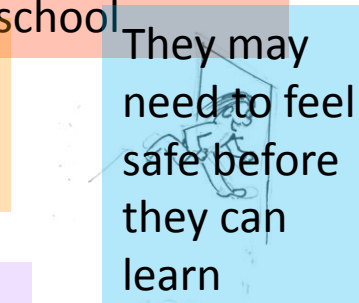 school
They may
need to feel
safe before
they can
learn